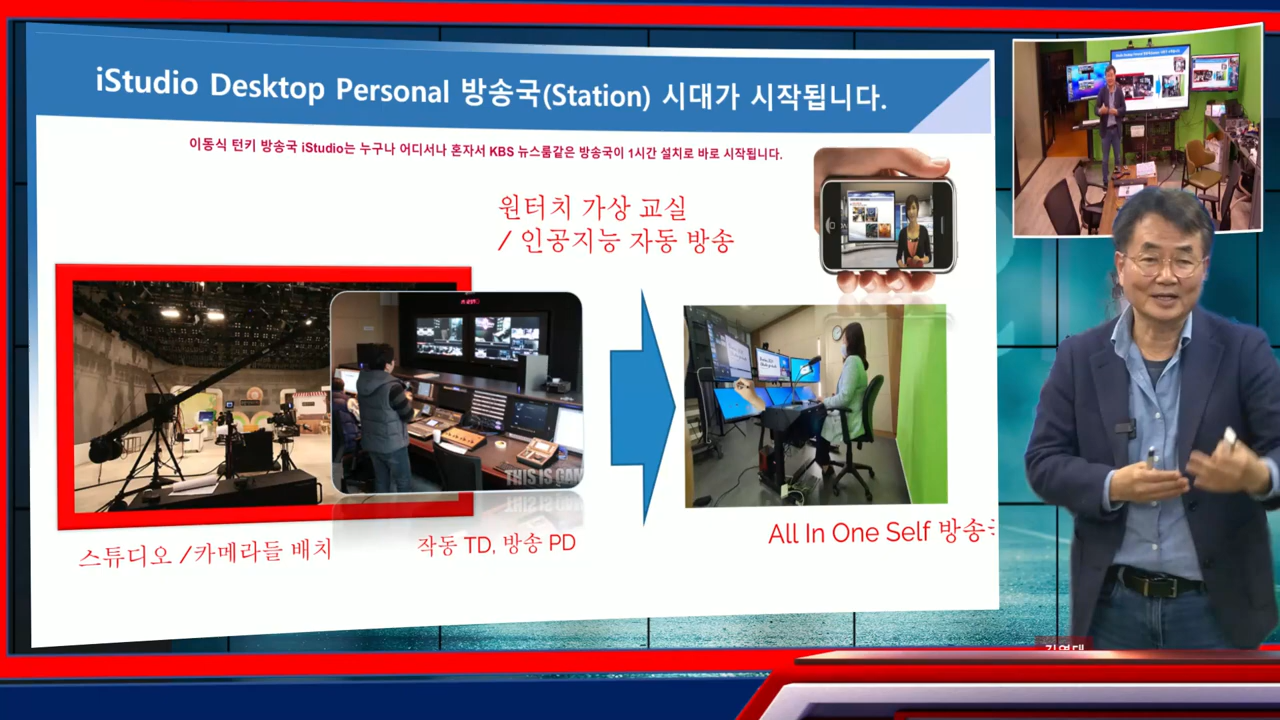 iStudio Desktop Personal 방송국(Station) 시대가 시작됩니다.
이동식 턴키 방송국 iStudio는 누구나 어디서나 혼자서 KBS 뉴스룸같은 방송국이 1시간 설치로 바로 시작됩니다.
원터치 가상 교실
/ 인공지능 자동 방송
THIS IS GAN
스튜디오 /카메라들 배치
작동 TD, 방송 PD
All In One Self 방송